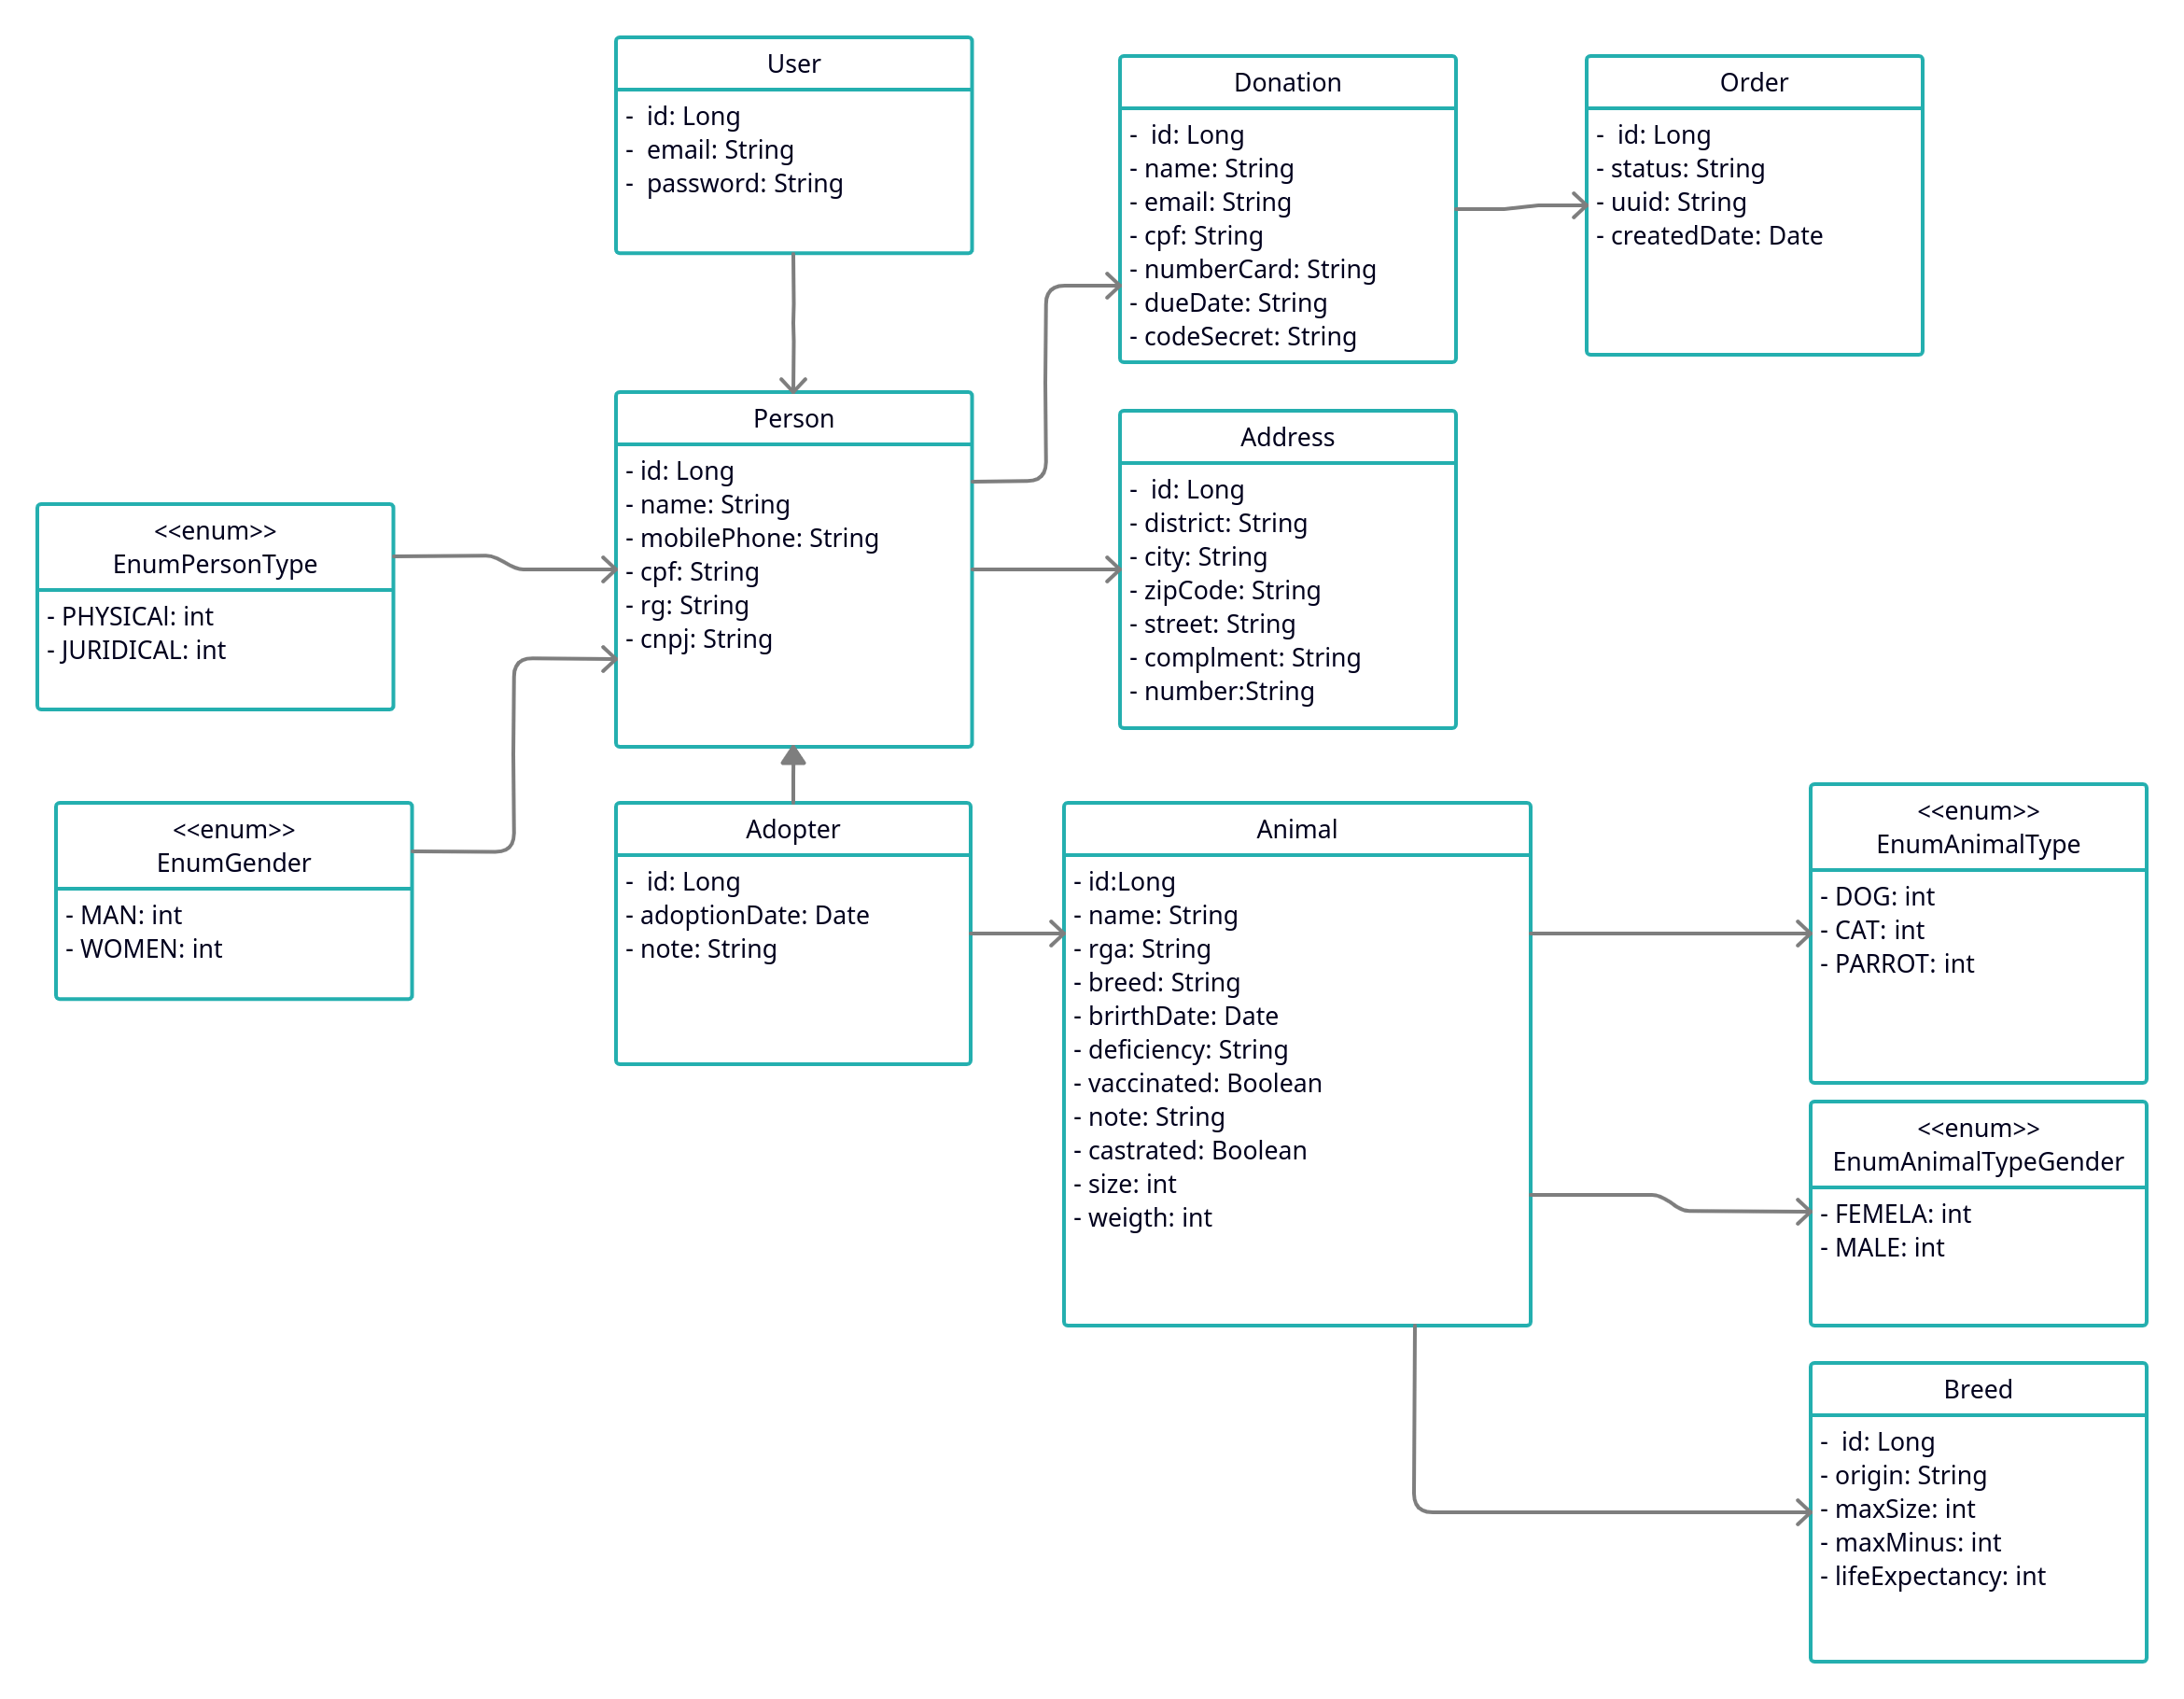 User
-  id: Long
-  email: String
-  password: String
Donation
-  id: Long
- name: String
- email: String
- cpf: String
- numberCard: String
- dueDate: String
- codeSecret: String
Order
-  id: Long
- status: String
- uuid: String
- createdDate: Date
Person
- id: Long
- name: String
- mobilePhone: String
- cpf: String
- rg: String
- cnpj: String
Address
-  id: Long
- district: String
- city: String
- zipCode: String
- street: String
- complment: String
- number:String
<<enum>>
EnumPersonType
- PHYSICAl: int
- JURIDICAL: int
<<enum>>
EnumGender
- MAN: int
- WOMEN: int
Adopter
-  id: Long
- adoptionDate: Date
- note: String
Animal
- id:Long
- name: String
- rga: String
- breed: String
- brirthDate: Date
- deficiency: String
- vaccinated: Boolean
- note: String
- castrated: Boolean
- size: int
- weigth: int
<<enum>>
EnumAnimalType
- DOG: int
- CAT: int
- PARROT: int
<<enum>>
EnumAnimalTypeGender
- FEMELA: int
- MALE: int
Breed
-  id: Long
- origin: String
- maxSize: int
- maxMinus: int
- lifeExpectancy: int